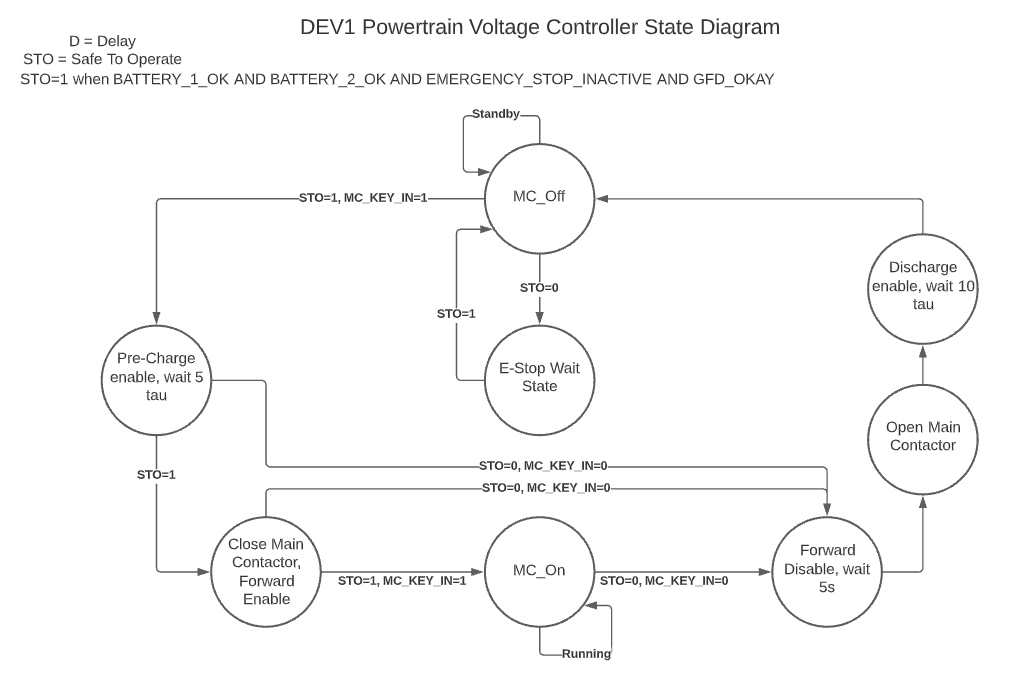 DEV1 Powertrain Voltage Controller State Diagram
D = Delay
STO = Safe To Operate
STO=1 when BATTERY_1_OK AND BATTERY_2_OK AND EMERGENCY_STOP_INACTIVE AND GFD_OKAY
Standby
MC_Off
STO=1, MC_KEY_IN=1
Discharge
enable, wait 10
tau
STO=0
STO=1
Pre-Charge
enable, wait 5
tau
E-Stop Wait
State
Open Main
Contactor
STO=0, MC_KEY_IN=0
STO=1
STO=0, MC_KEY_IN=0
Close Main
Contactor,
Forward
Enable
STO=1, MC_KEY_IN=1
MC_On
STO=0, MC_KEY_IN=0
Forward
Disable, wait
5s
Running